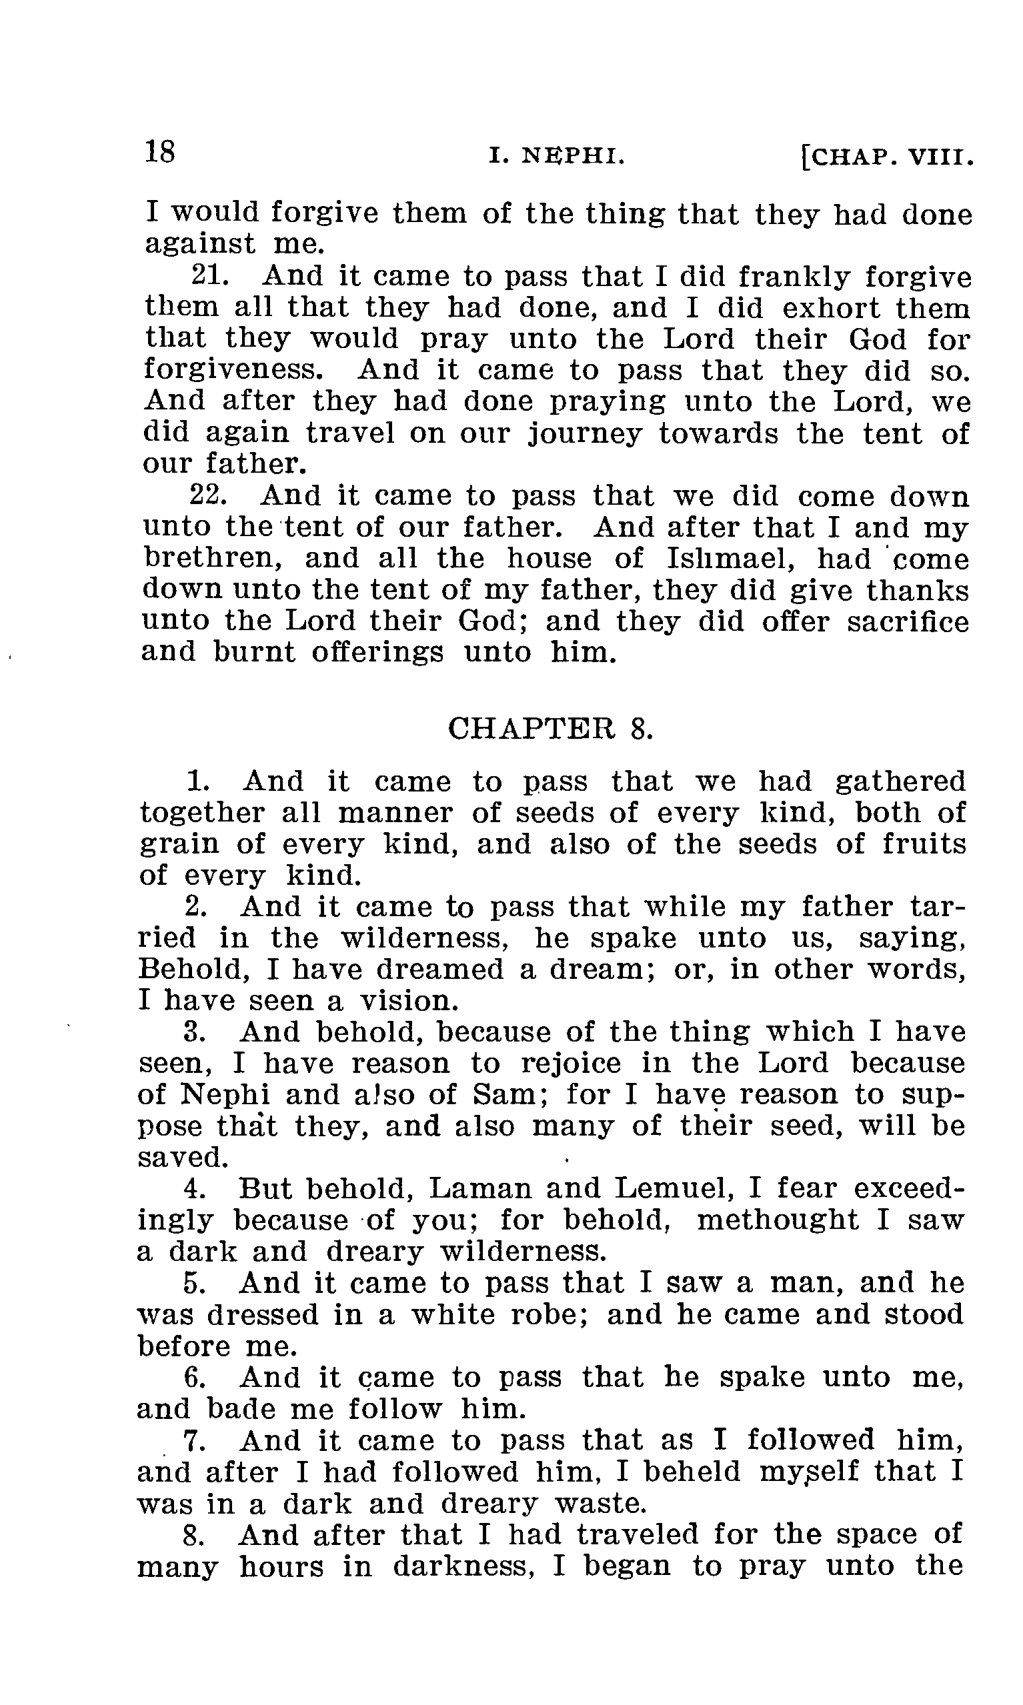 18 I. NEPHI. [CHAP. VIII.
I would forgive them of the thing that they had done
against me.
21. And it came to pass that I did frankly forgive
them all that they had done, and I did exhort them
that they would pray unto the Lord their God for
forgiveness. And it came to pass that they did so.
And after they had done praying unto the Lord, we
did again travel on our journey towards the tent of
our father.
22. And it came to pass that we did come down
unto the tent of our father. And after that I and my
brethren, and all the house of Ishmael, had come
down unto the tent of my father, they did give thanks
unto the Lord their God; and they did offer sacrifice
and burnt offerings unto him.
CHAPTER 8.
1. And it came to pass that we had gathered
together all manner of seeds of every kind, both of
grain of every kind, and also of the seeds of fruits
of every kind.
2. And it came to pass that while my father tar-
ried in the wilderness, he spake unto us, saying,
Behold, I have dreamed a dream; or, in other words,
I have seen a vision.
3. And behold, because of the thing which I have
seen, I have reason to rejoice in the Lord because
of Nephi and also of Sam; for I have reason to sup-
pose that they, and also many of their seed, will be
saved.
4. But behold, Laman and Lemuel, I fear exceed-
ingly because of you; for behold, methought I saw
a dark and dreary wilderness.
5. And it came to pass that I saw a man, and he
was dressed in a white robe; and he came and stood
before me.
6. And it came to pass that he spake unto me,
and bade me follow him.
7. And it came to pass that as I followed him,
and after I had followed him, I beheld myself that I
was in a dark and dreary waste.
8. And after that I had traveled for the space of
many hours in darkness, I began to pray unto the